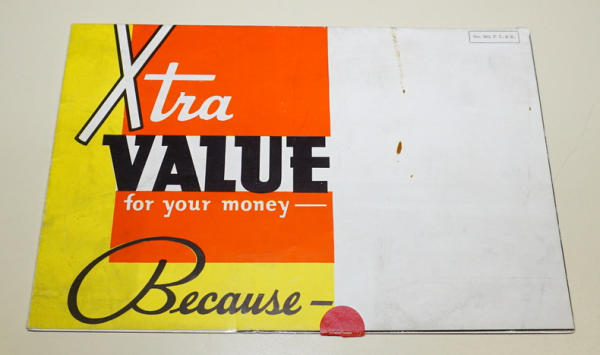 Xtra
VALUE
for your money—
Because—